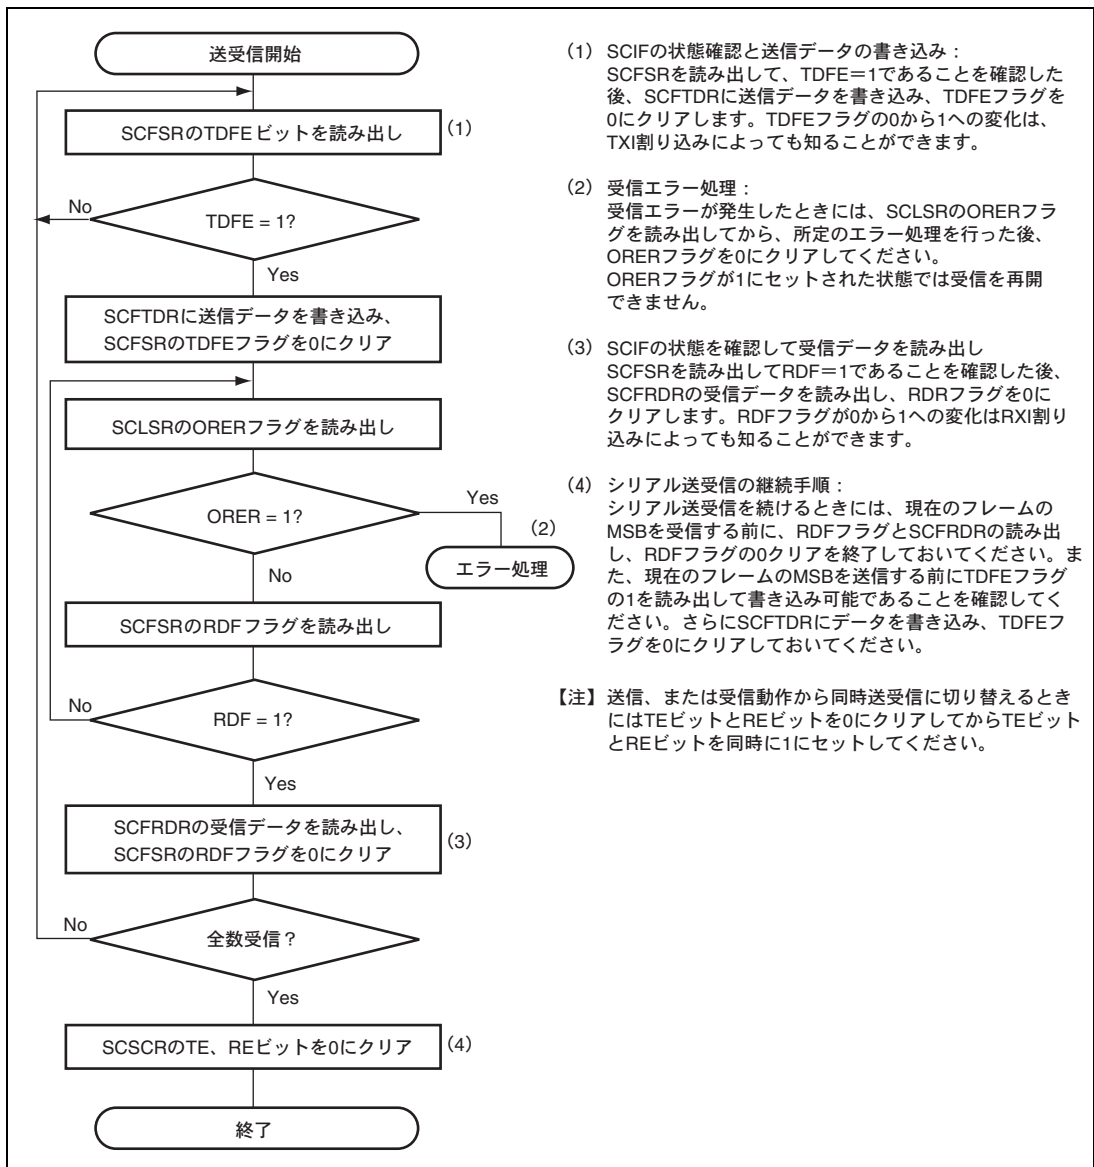 送受信開始
SCFSRのTDFEビットを読み出し
(1)
TDFE = 1?
No
Yes
SCFTDRに送信データを書き込み、
SCFSRのTDFEフラグを0にクリア
SCLSRのORERフラグを読み出し
ORER = 1?
Yes
(2)
エラー処理
No
SCFSRのRDFフラグを読み出し
No
RDF = 1?
Yes
SCFRDRの受信データを読み出し、
SCFSRのRDFフラグを0にクリア
(3)
No
全数受信？
Yes
SCSCRのTE、REビットを0にクリア
(4)
終了
(1) SCIFの状態確認と送信データの書き込み：
SCFSRを読み出して、TDFE＝1であることを確認した
後、SCFTDRに送信データを書き込み、TDFEフラグを
0にクリアします。TDFEフラグの0から1への変化は、
TXI割り込みによっても知ることができます。
(2) 受信エラー処理：
受信エラーが発生したときには、SCLSRのORERフラ
グを読み出してから、所定のエラー処理を行った後、
ORERフラグを0にクリアしてください。
ORERフラグが1にセットされた状態では受信を再開
できません。
(3) SCIFの状態を確認して受信データを読み出し
SCFSRを読み出してRDF＝1であることを確認した後、
SCFRDRの受信データを読み出し、RDRフラグを0に
クリアします。RDFフラグが0から1への変化はRXI割り
込みによっても知ることができます。
(4) シリアル送受信の継続手順：
シリアル送受信を続けるときには、現在のフレームの
MSBを受信する前に、RDFフラグとSCFRDRの読み出
し、RDFフラグの0クリアを終了しておいてください。ま
た、現在のフレームのMSBを送信する前にTDFEフラグ
の1を読み出して書き込み可能であることを確認してく
ださい。さらにSCFTDRにデータを書き込み、TDFEフ
ラグを0にクリアしておいてください。
【注】送信、または受信動作から同時送受信に切り替えるとき
にはTEビットとREビットを0にクリアしてからTEビット
とREビットを同時に1にセットしてください。